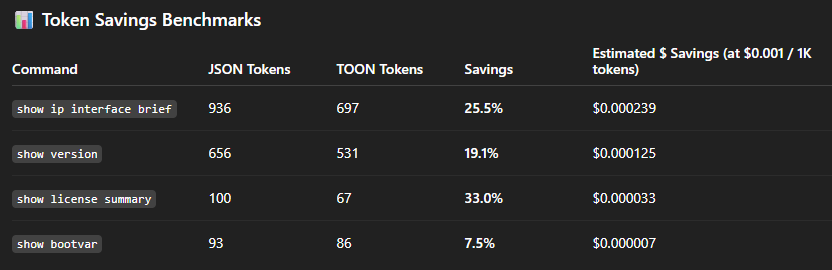 📊 Token Savings Benchmarks
Command JSON Tokens TOON Tokens Savings Estimated $ Savings (at $0.001 / 1K
tokens)
show ip interface brief 936 697 25.5% $0.000239
show version 656 531 19.1% $0.000125
show license summary 100 67 33.0% $0.000033
show bootvar 93 86 7.5% $0.000007